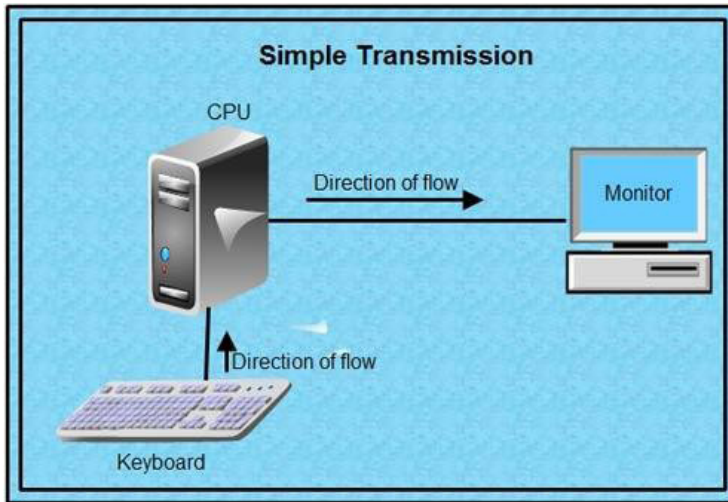 Simple Transmission
CPU
Direction of flow
Monitor
Direction of flow
Keyboard